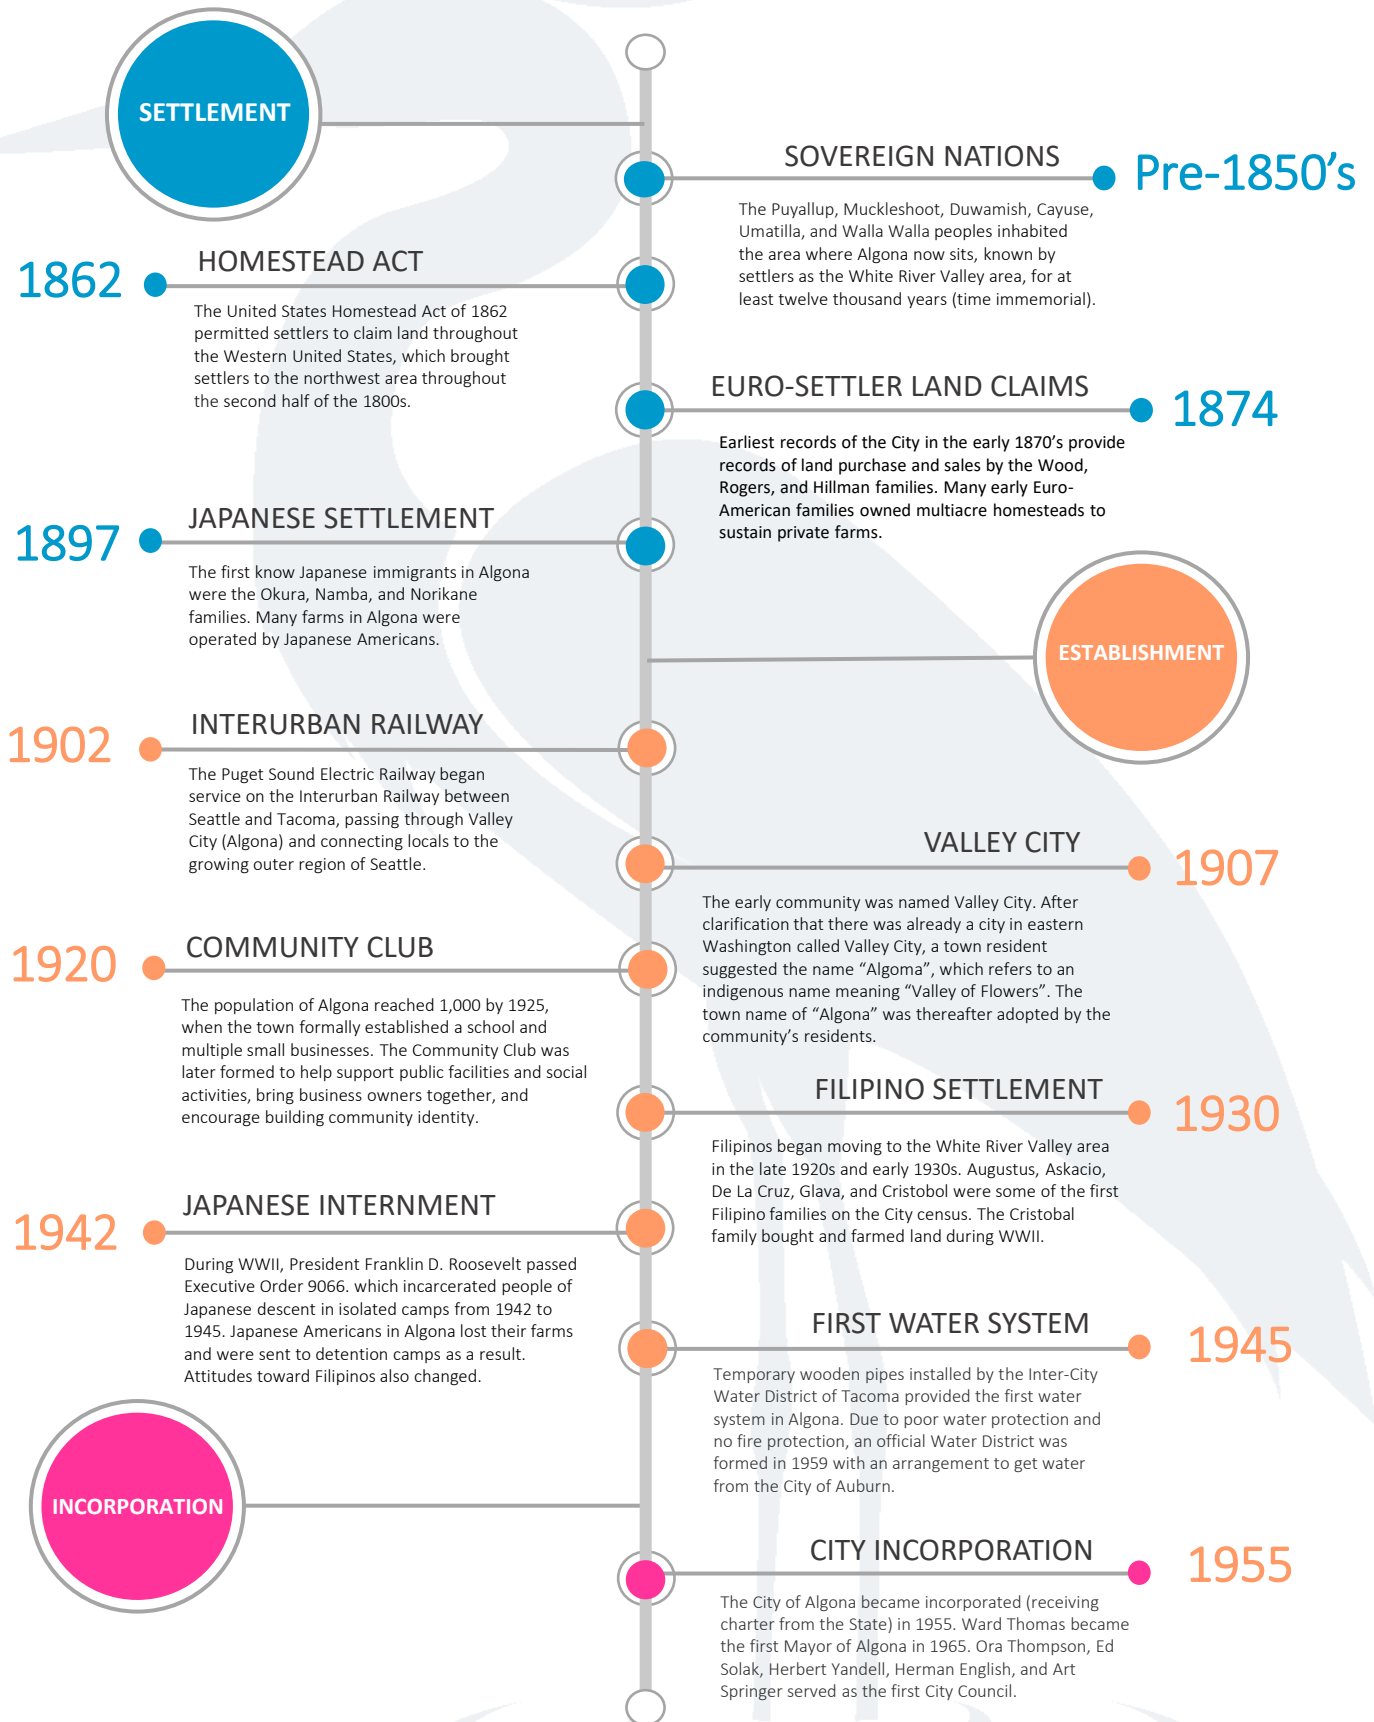 SETTLEMENT
SOVEREIGN NATIONS
Pre-1850’s
The Puyallup, Muckleshoot, Duwamish, Cayuse,
Umatilla, and Walla Walla peoples inhabited
the area where Algona now sits, known by
settlers as the White River Valley area, for at
least twelve thousand years (time immemorial).
1862
HOMESTEAD ACT
The United States Homestead Act of 1862
permitted settlers to claim land throughout
the Western United States, which brought
settlers to the northwest area throughout
the second half of the 1800s.
EURO-SETTLER LAND CLAIMS
1874
Earliest records of the City in the early 1870’s provide
records of land purchase and sales by the Wood,
Rogers, and Hillman families. Many early Euro-
American families owned multiacre homesteads to
sustain private farms.
1897
JAPANESE SETTLEMENT
The first know Japanese immigrants in Algona
were the Okura, Namba, and Norikane
families. Many farms in Algona were
operated by Japanese Americans.
ESTABLISHMENT
1902
INTERURBAN RAILWAY
The Puget Sound Electric Railway began
service on the Interurban Railway between
Seattle and Tacoma, passing through Valley
City (Algona) and connecting locals to the
growing outer region of Seattle.
VALLEY CITY
1907
The early community was named Valley City. After
clarification that there was already a city in eastern
Washington called Valley City, a town resident
suggested the name “Algoma”, which refers to an
indigenous name meaning “Valley of Flowers”. The
town name of “Algona” was thereafter adopted by the
community’s residents.
1920
COMMUNITY CLUB
The population of Algona reached 1,000 by 1925,
when the town formally established a school and
multiple small businesses. The Community Club was
later formed to help support public facilities and social
activities, bring business owners together, and
encourage building community identity.
FILIPINO SETTLEMENT
1930
Filipinos began moving to the White River Valley area
in the late 1920s and early 1930s. Augustus, Askacio,
De La Cruz, Glava, and Cristobol were some of the first
Filipino families on the City census. The Cristobal
family bought and farmed land during WWII.
1942
JAPANESE INTERNMENT
During WWII, President Franklin D. Roosevelt passed
Executive Order 9066. which incarcerated people of
Japanese descent in isolated camps from 1942 to
1945. Japanese Americans in Algona lost their farms
and were sent to detention camps as a result.
Attitudes toward Filipinos also changed.
FIRST WATER SYSTEM
1945
Temporary wooden pipes installed by the Inter-City
Water District of Tacoma provided the first water
system in Algona. Due to poor water protection and
no fire protection, an official Water District was
formed in 1959 with an arrangement to get water
from the City of Auburn.
INCORPORATION
CITY INCORPORATION
1955
The City of Algona became incorporated (receiving
charter from the State) in 1955. Ward Thomas became
the first Mayor of Algona in 1965. Ora Thompson, Ed
Solak, Herbert Yandell, Herman English, and Art
Springer served as the first City Council.